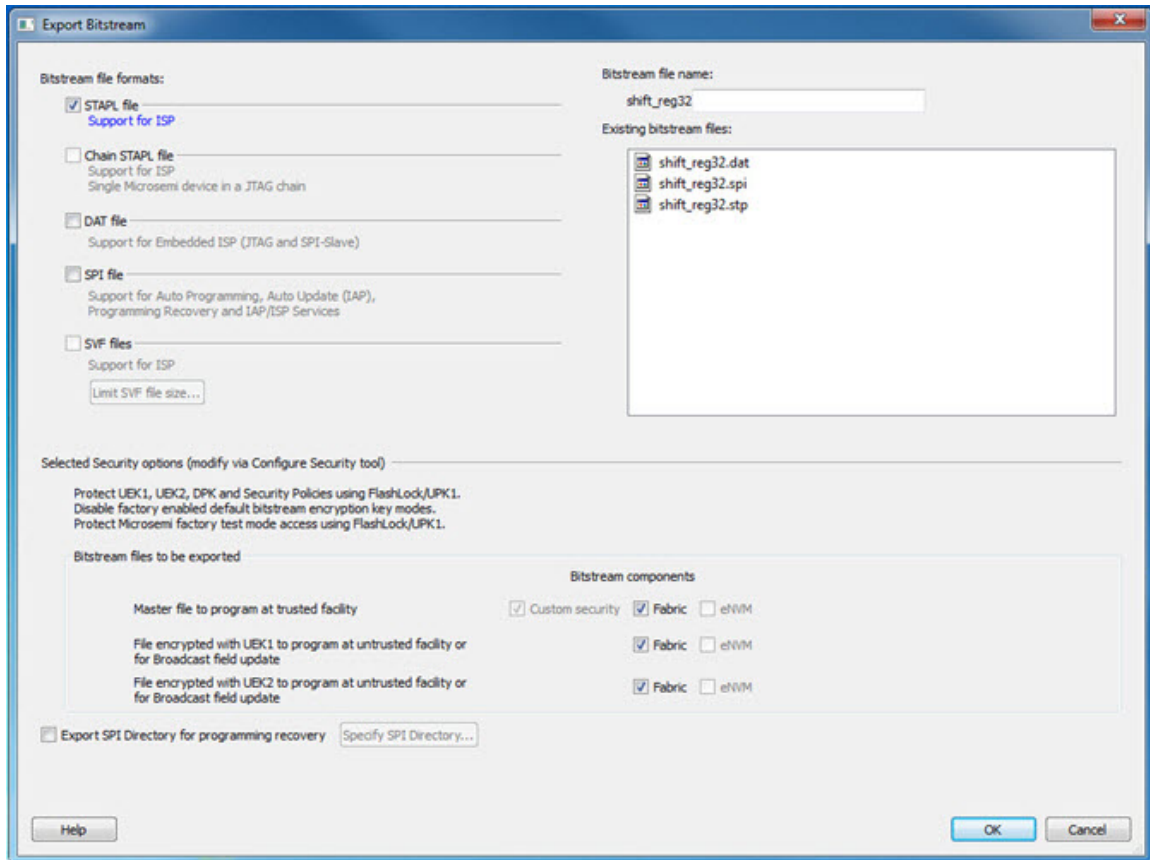 Export Bitstream
Bitstream file formats:
STAPL file
Support for ISP
Chain STAPL file
Support for ISP
Single Microsemi device in a JTAG chain
DAT file
Support for Embedded ISP (JTAG and SPI-Slave)
SPI file
Support for Auto Programming, Auto Update (IAP),
Programming Recovery and IAP/ISP Services
SVF files
Support for ISP
Limit SVF file size...
Bitstream file name:
shift_reg32
Existing bitstream files:
shift_reg32.dat
shift_reg32.spi
shift_reg32.stp
Selected Security options (modify via Configure Security tool)
Protect UEK1, UEK2, DPK and Security Policies using FlashLock/UPK1.
Disable factory enabled default bitstream encryption key modes.
Protect Microsemi factory test mode access using FlashLock/UPK1.
Bitstream files to be exported
Bitstream components
Master file to program at trusted facility Custom security Fabric eNVM
File encrypted with UEK1 to program at untrusted facility or
for Broadcast field update
Fabric eNVM
File encrypted with UEK2 to program at untrusted facility or
for Broadcast field update
Fabric eNVM
Export SPI Directory for programming recovery Specify SPI Directory...
Help OK Cancel